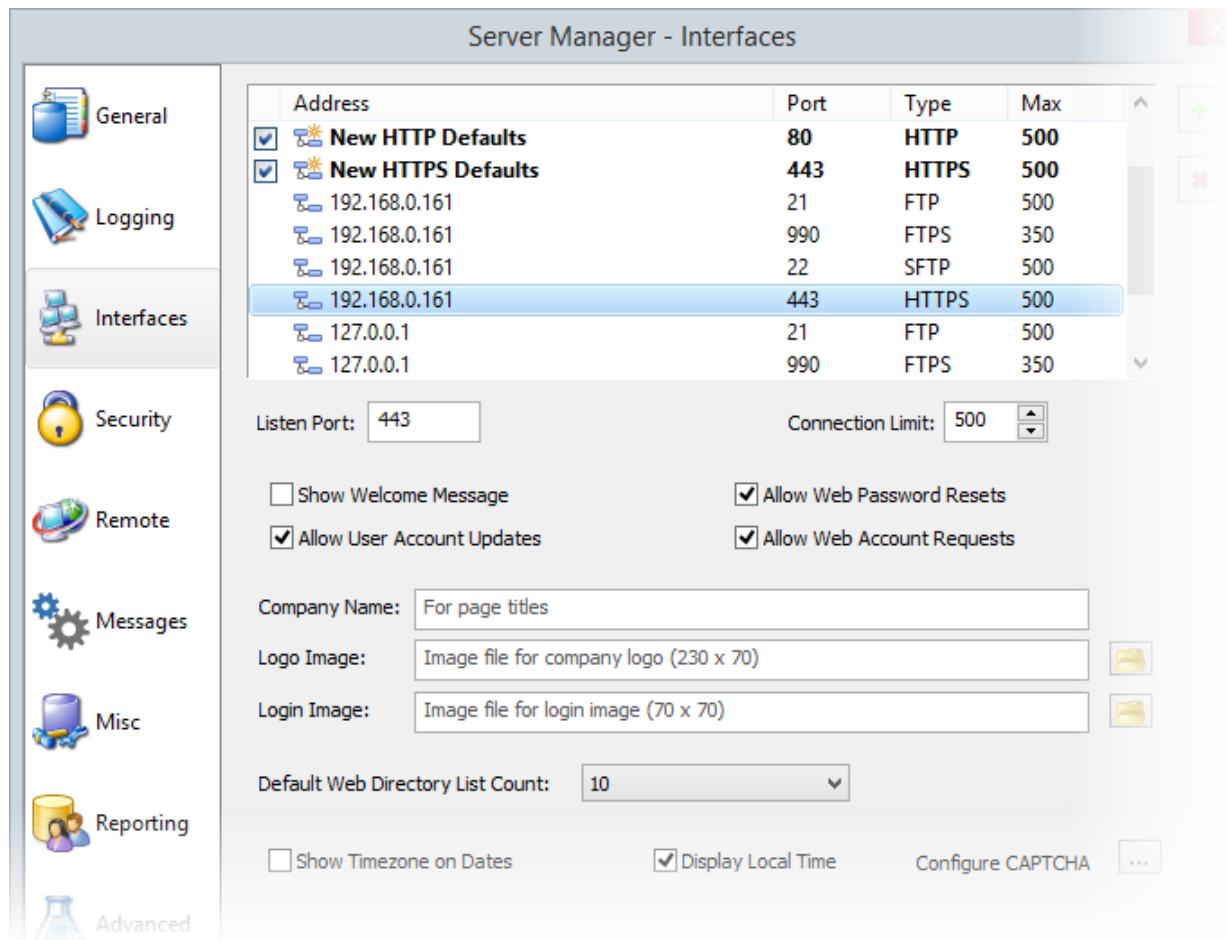 Server Manager - Interfaces
General
Logging
Interfaces
Security
Remote
Messages
Misc
Reporting
Advanced
Address Port Type Max
New HTTP Defaults 80 HTTP 500
New HTTPS Defaults 443 HTTPS 500
192.168.0.161 21 FTP 500
192.168.0.161 990 FTPS 350
192.168.0.161 22 SFTP 500
192.168.0.161 443 HTTPS 500
127.0.0.1 21 FTP 500
127.0.0.1 990 FTPS 350
Listen Port: 443 Connection Limit: 500
Show Welcome Message Allow Web Password Resets
Allow User Account Updates Allow Web Account Requests
Company Name: For page titles
Logo Image: Image file for company logo (230 x 70)
Login Image: Image file for login image (70 x 70)
Default Web Directory List Count: 10
Show Timezone on Dates Display Local Time Configure CAPTCHA ...